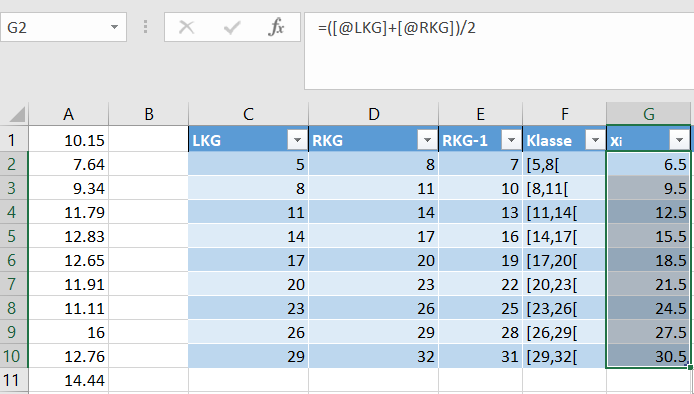 G2 fx =([@LKG]+[@RKG])/2
A B C D E F G
1 10.15 LKG RKG RKG-1 Klasse xi
2 7.64 5 8 7 [5,8[ 6.5
3 9.34 8 11 10 [8,11[ 9.5
4 11.79 11 14 13 [11,14[ 12.5
5 12.83 14 17 16 [14,17[ 15.5
6 12.65 17 20 19 [17,20[ 18.5
7 11.91 20 23 22 [20,23[ 21.5
8 11.11 23 26 25 [23,26[ 24.5
9 16 26 29 28 [26,29[ 27.5
10 12.76 29 32 31 [29,32[ 30.5
11 14.44